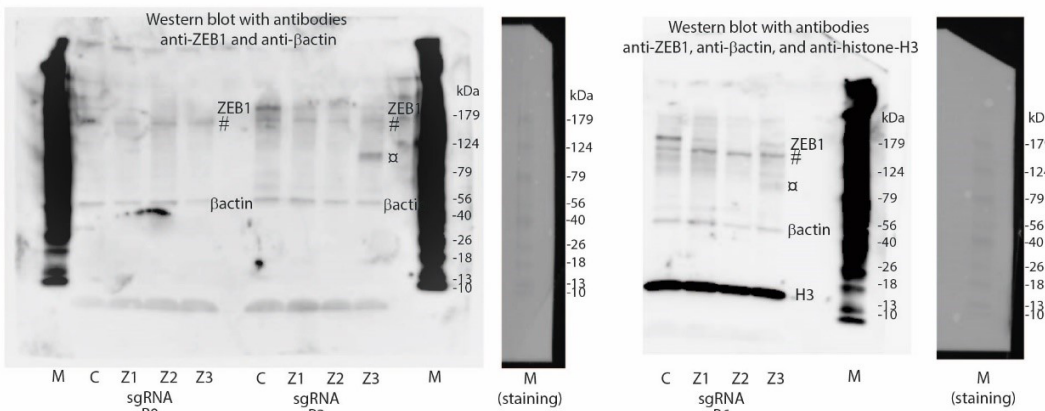 Western blot with antibodies
anti-ZEB1 and anti-βactin
kDa
-179
-124
-79
-56
-40
-26
-18
-13
-10
ZEB1
#
βactin
ZEB1
#
¤
βacti
M
C
Z1
Z2
Z3
sgRNA
C
Z1
Z2
Z3
sgRNA
M
kDa
-179
-124
-79
-56
-40
-26
-18
-13
-10
M
(staining)
Western blot with antibodies
anti-ZEB1, anti-βactin, and anti-histone-H3
ZEB1
#
¤
βactin
H3
kDa
-179
-124
-79
-56
-40
-26
-18
-13
-10
C
Z1
Z2
Z3
sgRNA
M
kD
-179
-124
-79
-56
-40
-26
-18
-13
-10
M
(staining)